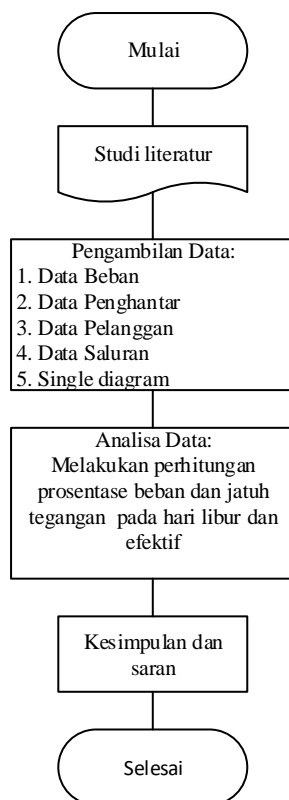 Mulai
Studi literatur
Pengambilan Data:
1. Data Beban
2. Data Penghantar
3. Data Pelanggan
4. Data Saluran
5. Single diagram
Analisa Data:
Melakukan perhitungan
prosentase beban dan jatuh
tegangan pada hari libur dan
efektif
Kesimpulan dan
saran
Selesai